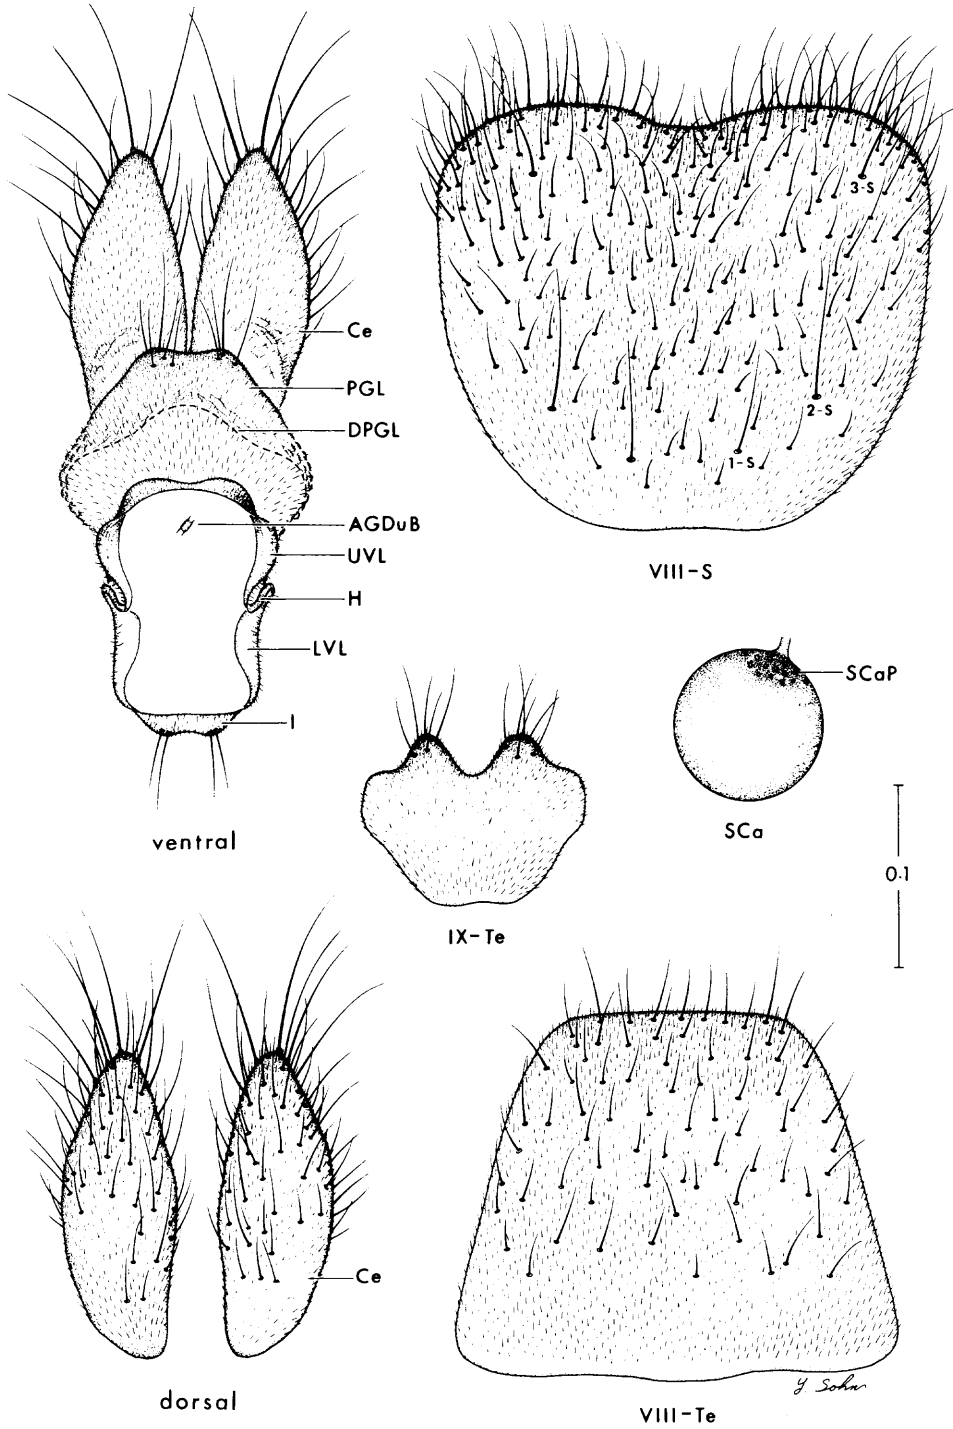 3-S
Ce
PGL
2-S
DPGL
1-S
AGDuB
UVL
VIII-S
H
LVL
SCaP
I
ventral
SCa
0.1
IX-Te
Ce
dorsal
Y. Sohn
VIII-Te